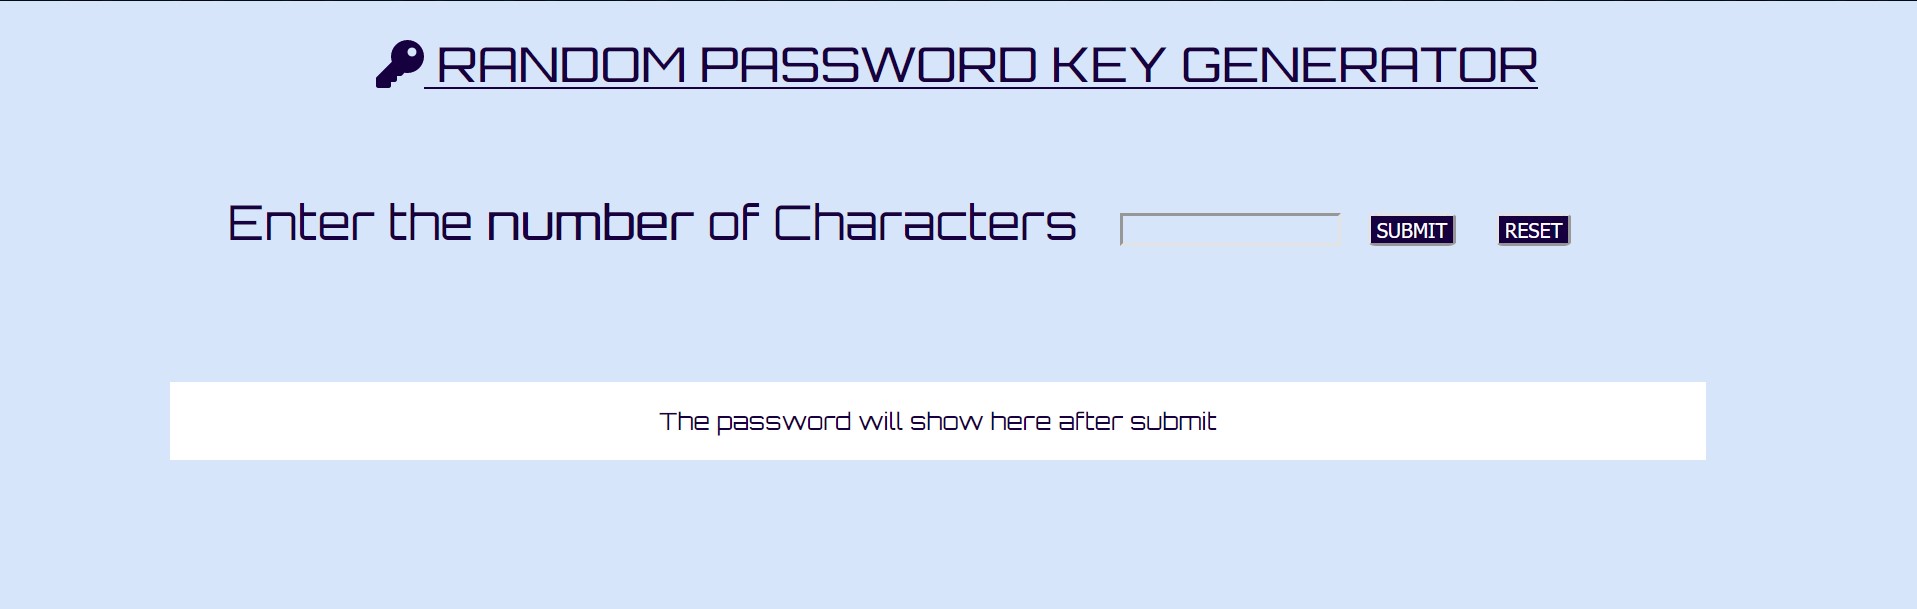 RANDOM PASSWORD KEY GENERATOR
Enter the number of Characters SUBMIT RESET
The password will show here after submit